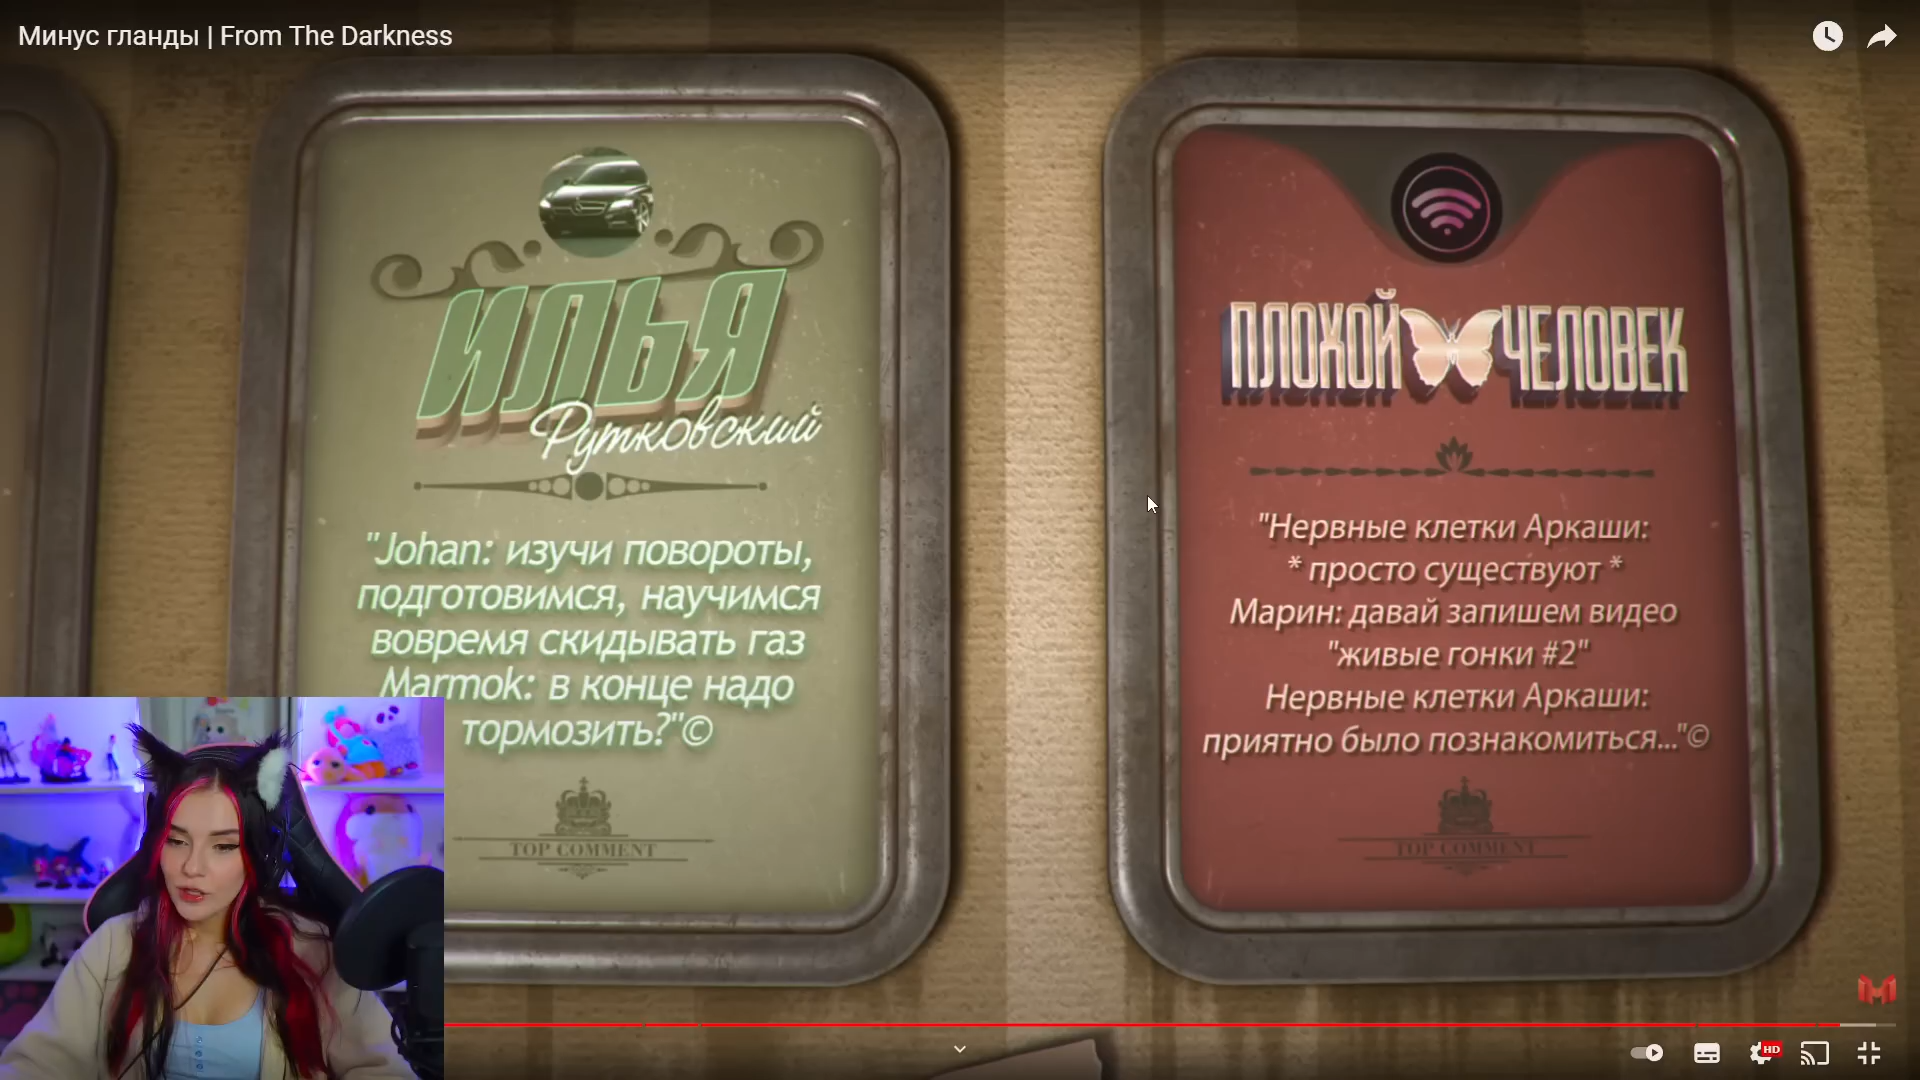 Минус гланды | From The Darkness
ИЛЬЯ
Рутковский
"Johan: изучи повороты,
подготовимся, научимся
вовремя скидывать газ
Marmok: в конце надо
тормозить?"©
TOP COMMENT
ПЛОХОЙ ЧЕЛОВЕК
"Нервные клетки Аркаши:
* просто существуют *
Марин: давай запишем видео
"живые гонки #2"
Нервные клетки Аркаши:
приятно было познакомиться..."©
TOP COMMENT
HD